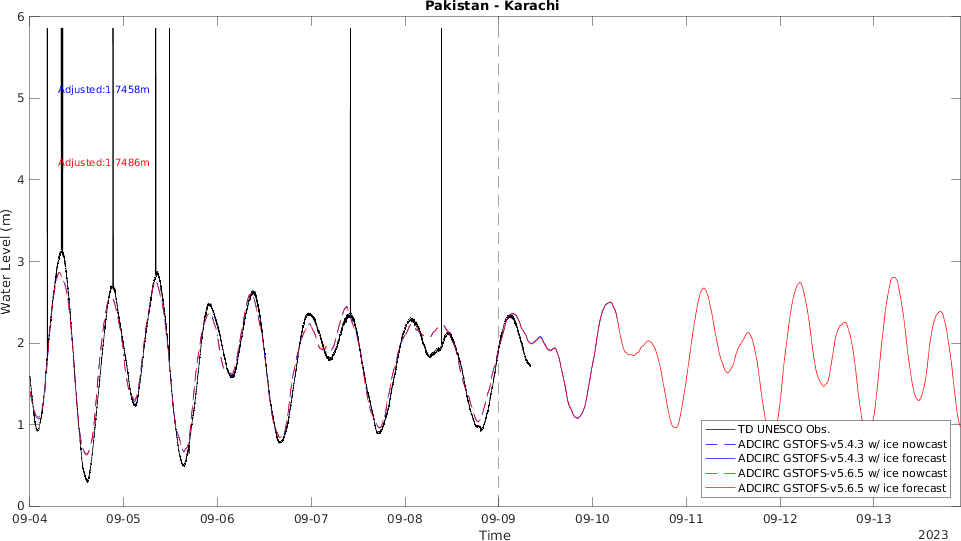 Pakistan - Karachi
6
5
4
3
2
1
0
Water Level (m)
Adjusted:1.7458m
Adjusted:1.7486m
TD UNESCO Obs.
ADCIRC GSTOFS-v5.4.3 w/ ice nowcast
ADCIRC GSTOFS-v5.4.3 w/ ice forecast
ADCIRC GSTOFS-v5.6.5 w/ ice nowcast
ADCIRC GSTOFS-v5.6.5 w/ ice forecast
09-04 09-05 09-06 09-07 09-08 09-09 09-10 09-11 09-12 09-13
Time
2023